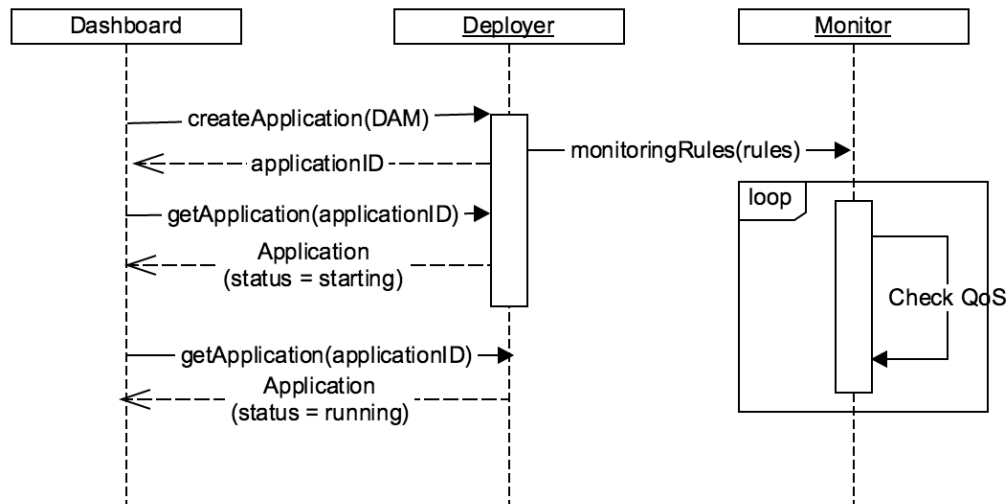 Dashboard
Deployer
Monitor
createApplication(DAM)
monitoringRules(rules)
applicationID
loop
getApplication(applicationID)
Application
(status = starting)
Check QoS
getApplication(applicationID)
Application
(status = running)